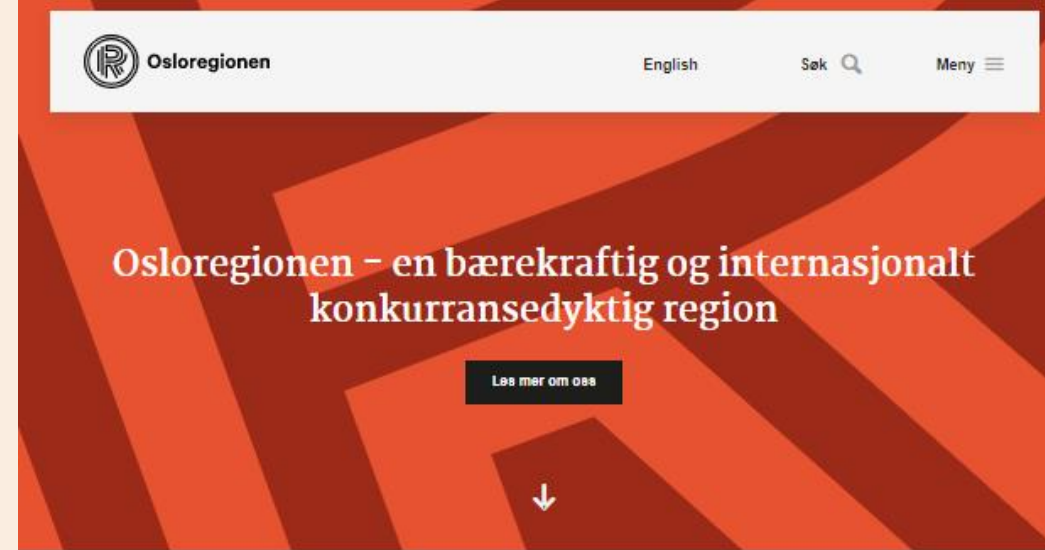 Osloregionen
English
Søk
Meny
Osloregionen - en bærekraftig og internasjonalt
konkurransedyktig region
Les mer om oss